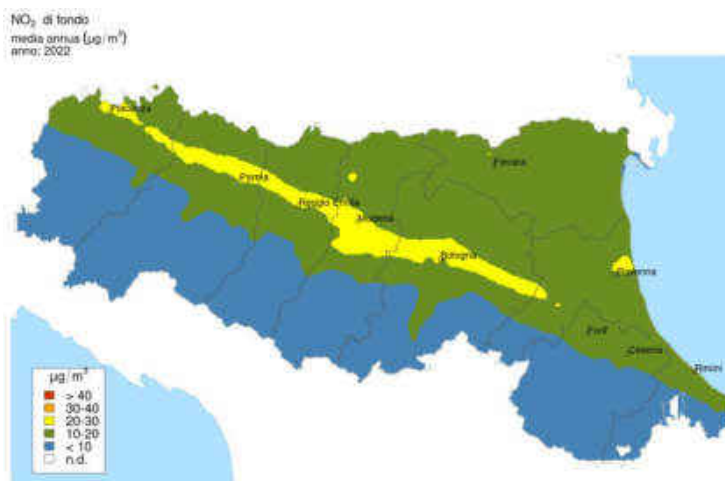 NO₂ di fondo
media annua (µg/m³)
anno: 2022
Piacenza
Ferrara
Parma
Reggio Emilia
Modena
Bologna
Ravenna
Forlì
Cesena
Rimini
µg/m³
> 40
30-40
20-30
10-20
< 10
n.d.